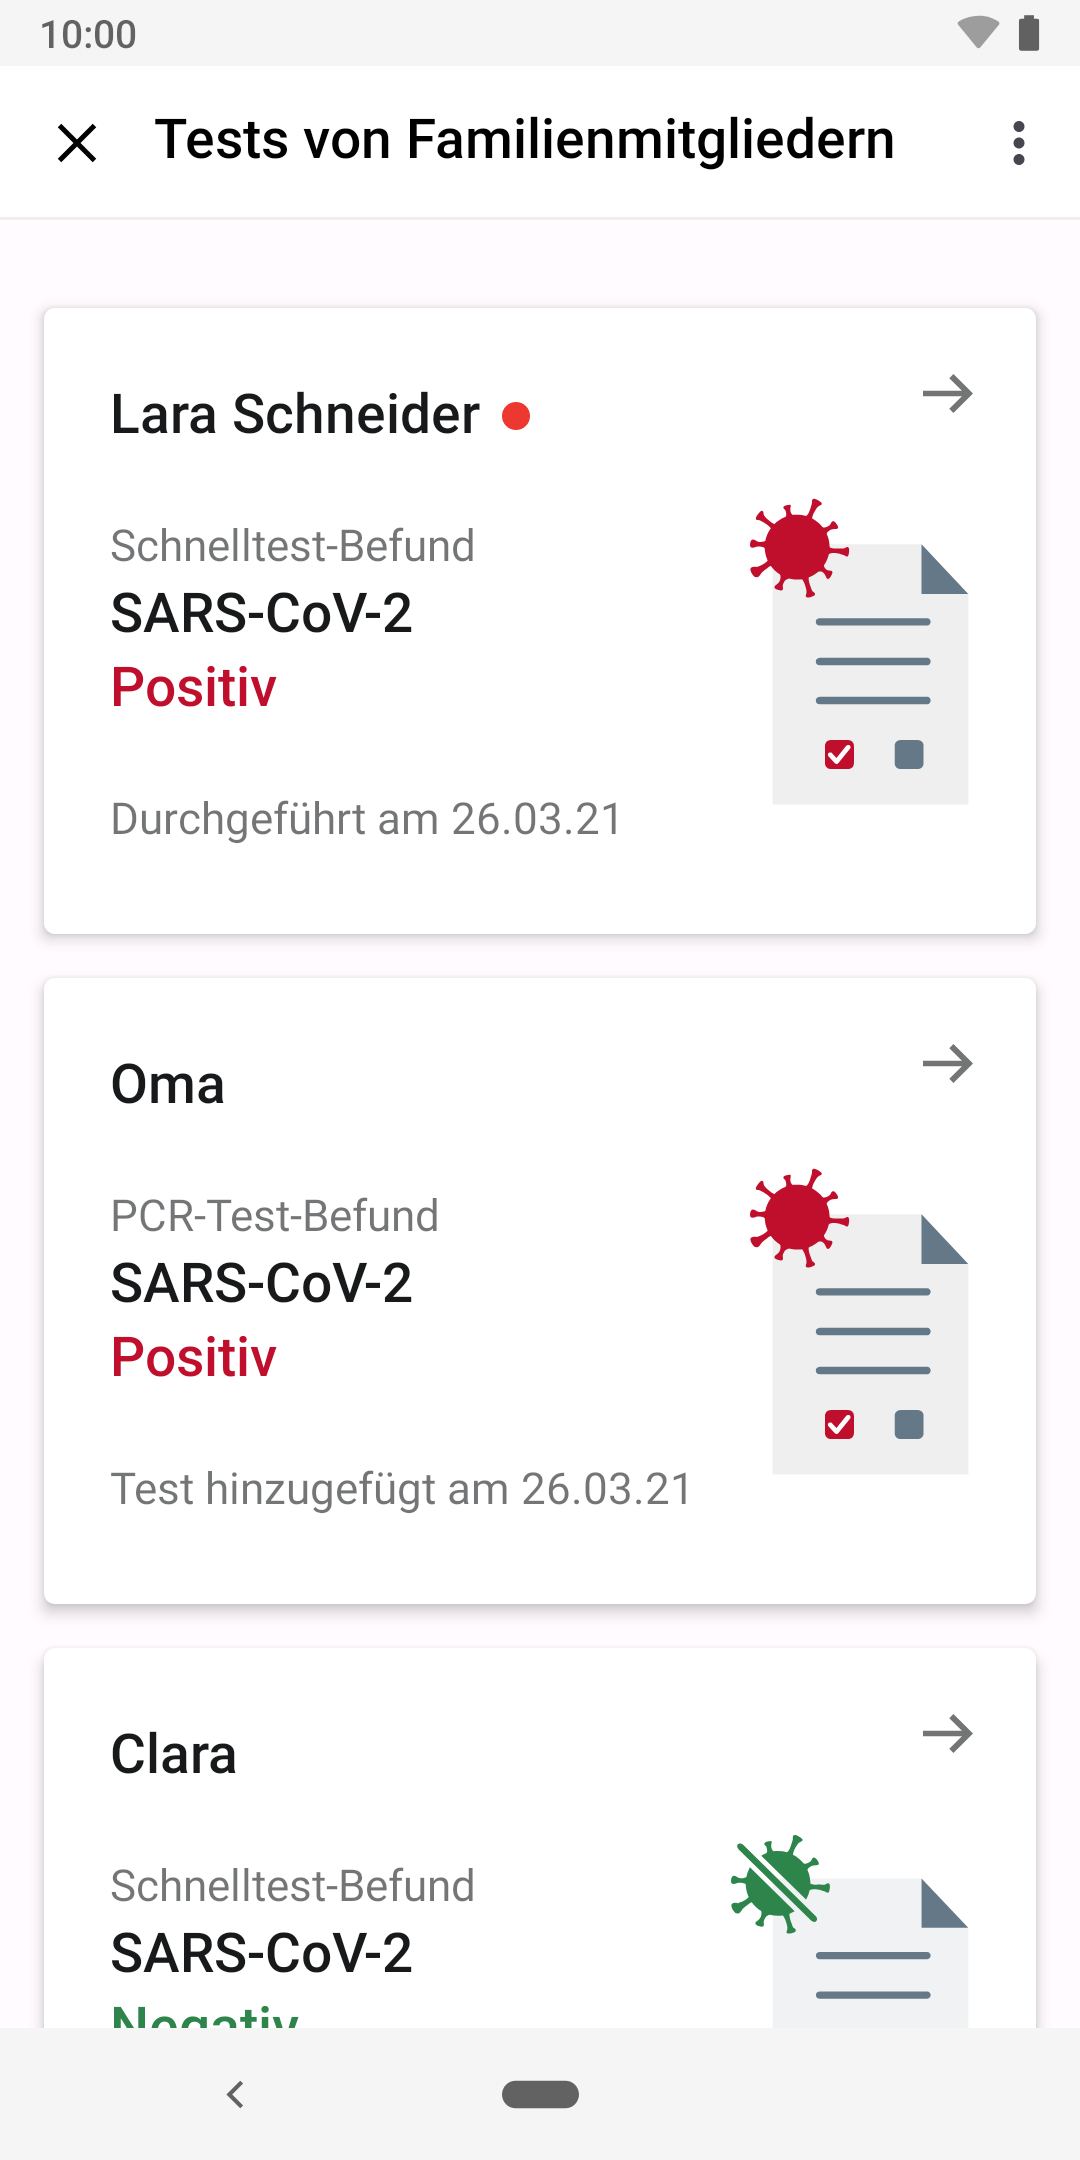 10:00
Tests von Familienmitgliedern
Lara Schneider
Schnelltest-Befund
SARS-CoV-2
Positiv
Durchgeführt am 26.03.21
Oma
PCR-Test-Befund
SARS-CoV-2
Positiv
Test hinzugefügt am 26.03.21
Clara
Schnelltest-Befund
SARS-CoV-2
Negativ